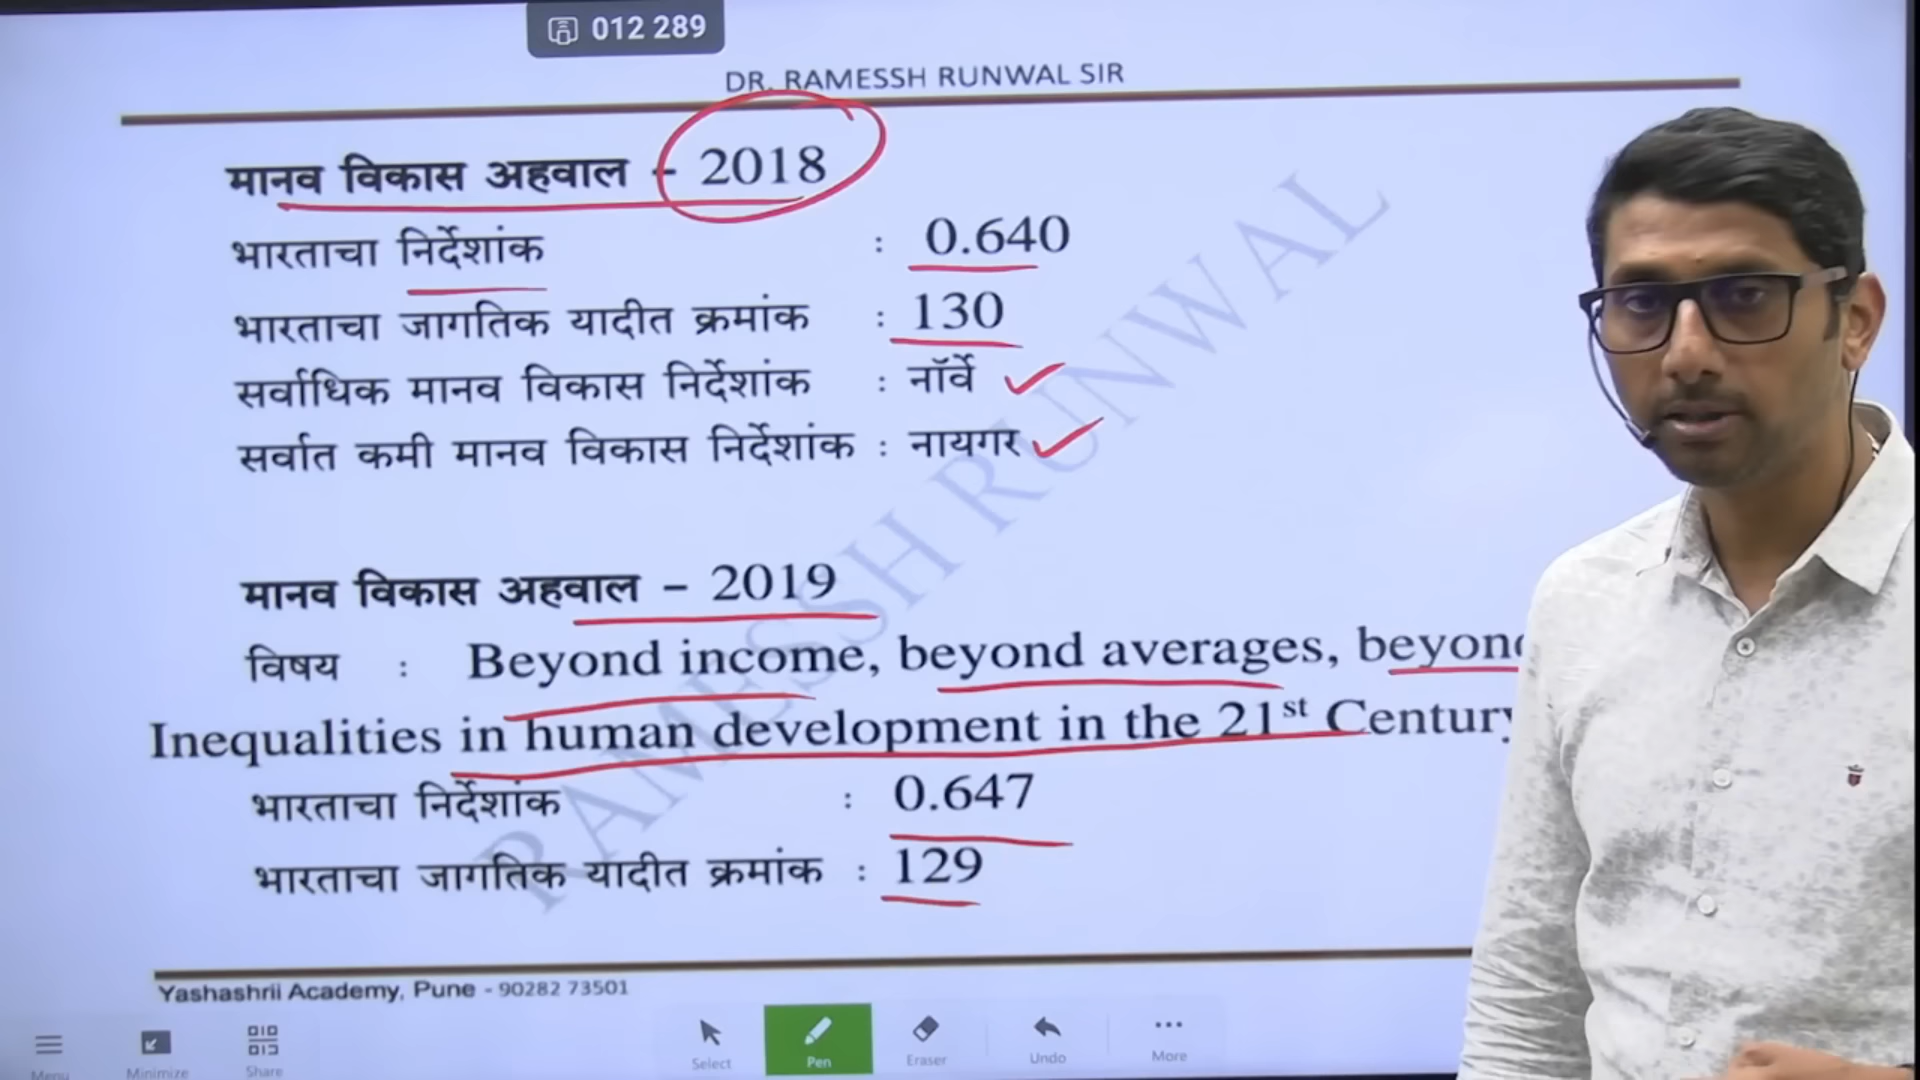 012 289
DR. RAMESSH RUNWAL SIR
मानव विकास अहवाल – 2018
भारताचा निर्देशांक : 0.640
भारताचा जागतिक यादीत क्रमांक : 130
सर्वाधिक मानव विकास निर्देशांक : नॉर्वे
सर्वात कमी मानव विकास निर्देशांक : नायगर
मानव विकास अहवाल – 2019
विषय : Beyond income, beyond averages, beyond
Inequalities in human development in the 21st Century
भारताचा निर्देशांक : 0.647
भारताचा जागतिक यादीत क्रमांक : 129
RAMESSH RUNWAL
Yashashrii Academy, Pune - 90282 73501
Menu Minimize Share Select Pen Eraser Undo More